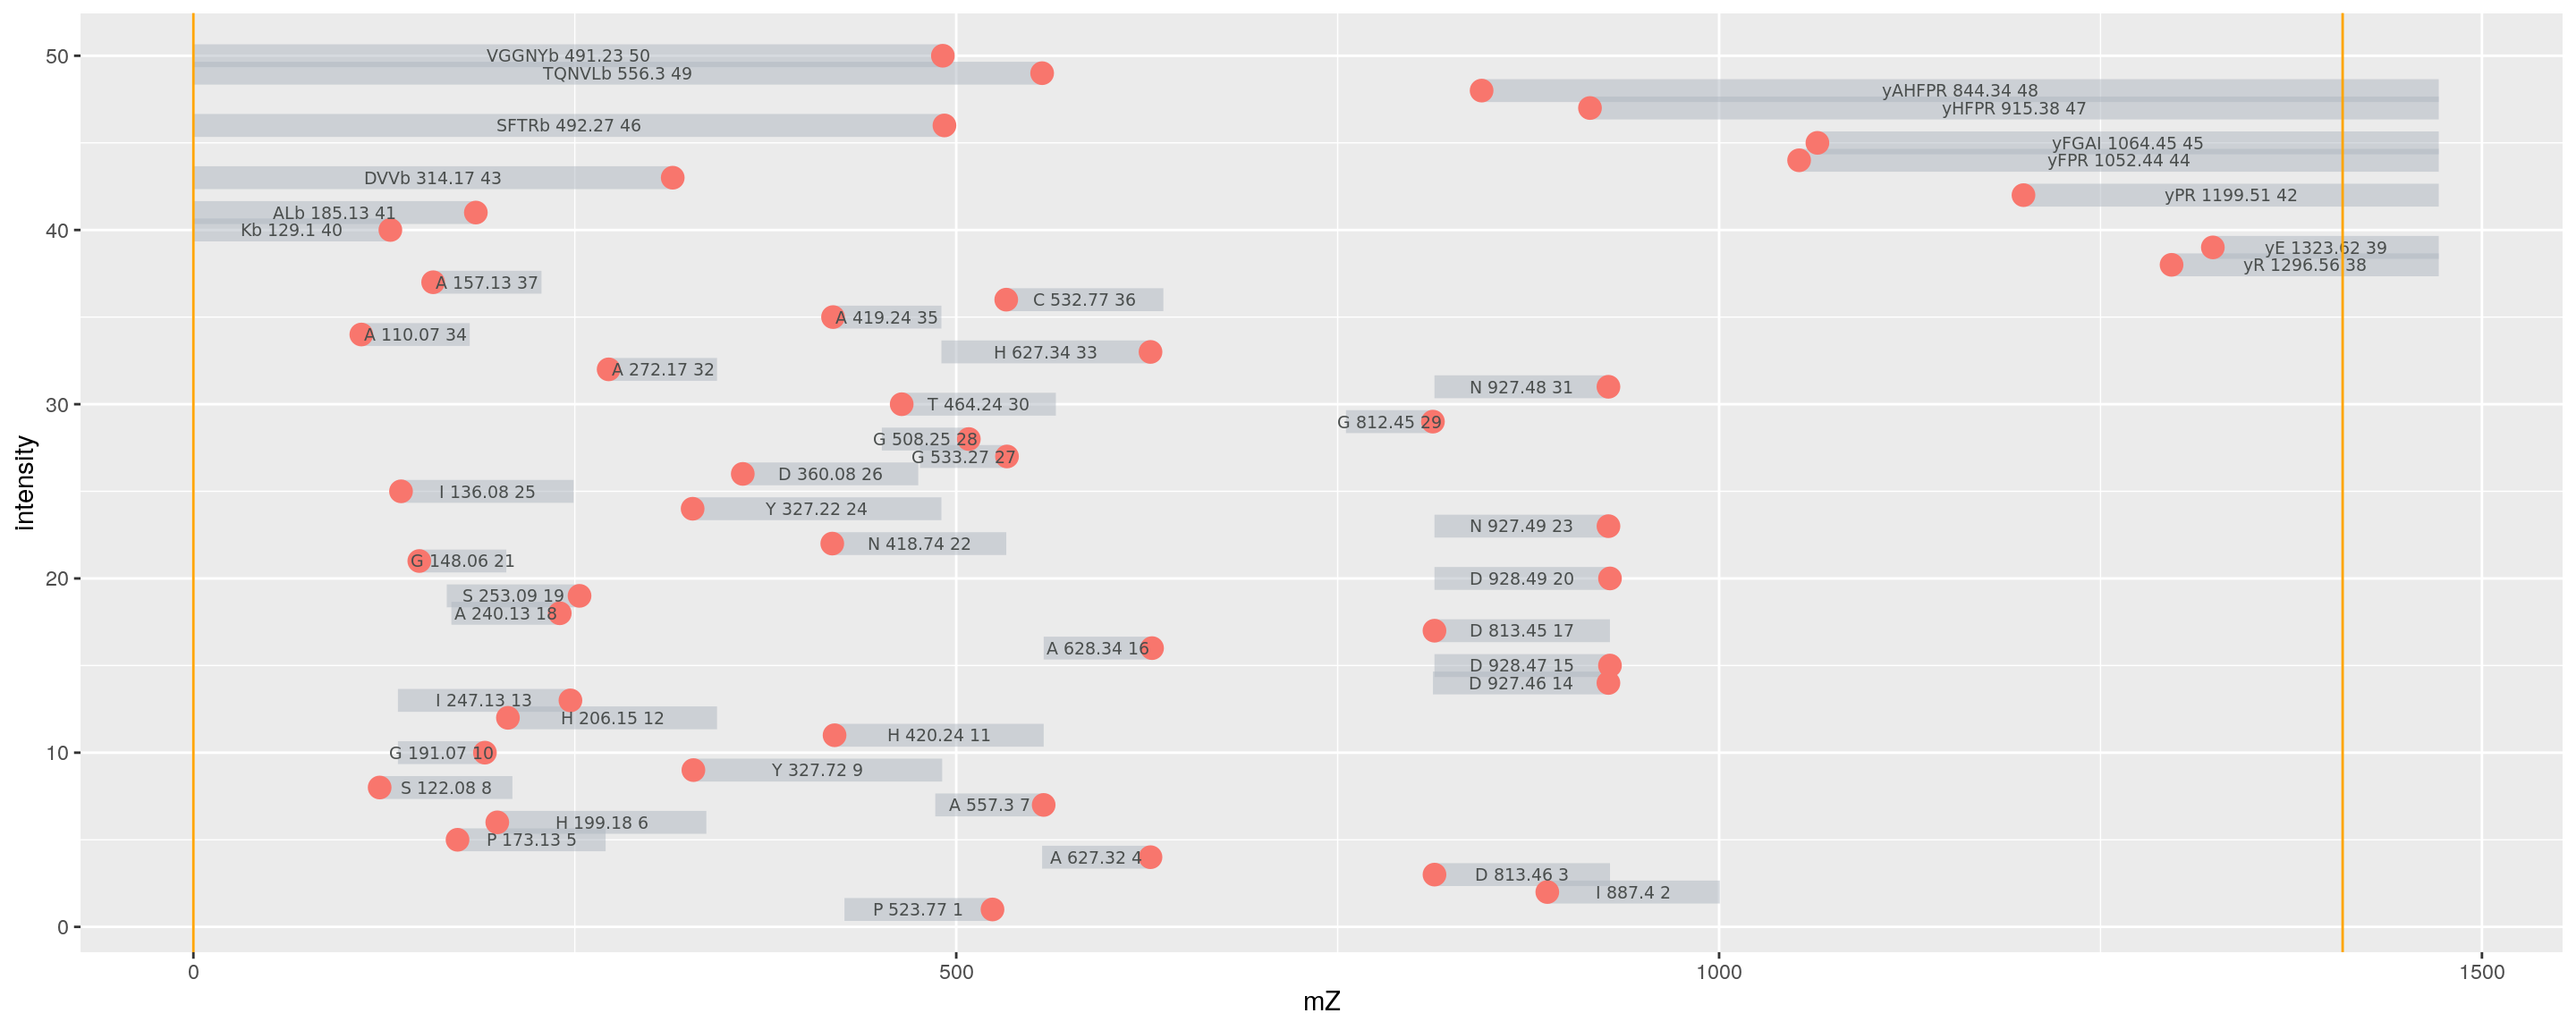 50
40
30
20
10
0
intensity
VGGNYb 491.23 50
TQNVLb 556.3 49
yAHFPR 844.34 48
yHFPR 915.38 47
SFTRb 492.27 46
yFGAI 1064.45 45
yFPR 1052.44 44
DVVb 314.17 43
yPR 1199.51 42
ALb 185.13 41
Kb 129.1 40
yE 1323.62 39
yR 1296.56 38
A 157.13 37
C 532.77 36
A 419.24 35
A 110.07 34
H 627.34 33
A 272.17 32
N 927.48 31
T 464.24 30
G 812.45 29
G 508.25 28
G 533.27 27
D 360.08 26
I 136.08 25
Y 327.22 24
N 927.49 23
N 418.74 22
G 148.06 21
D 928.49 20
S 253.09 19
A 240.13 18
D 813.45 17
A 628.34 16
D 928.47 15
D 927.46 14
I 247.13 13
H 206.15 12
H 420.24 11
G 191.07 10
Y 327.72 9
S 122.08 8
A 557.3 7
H 199.18 6
P 173.13 5
A 627.32 4
D 813.46 3
I 887.4 2
P 523.77 1
0
500
1000
1500
mZ